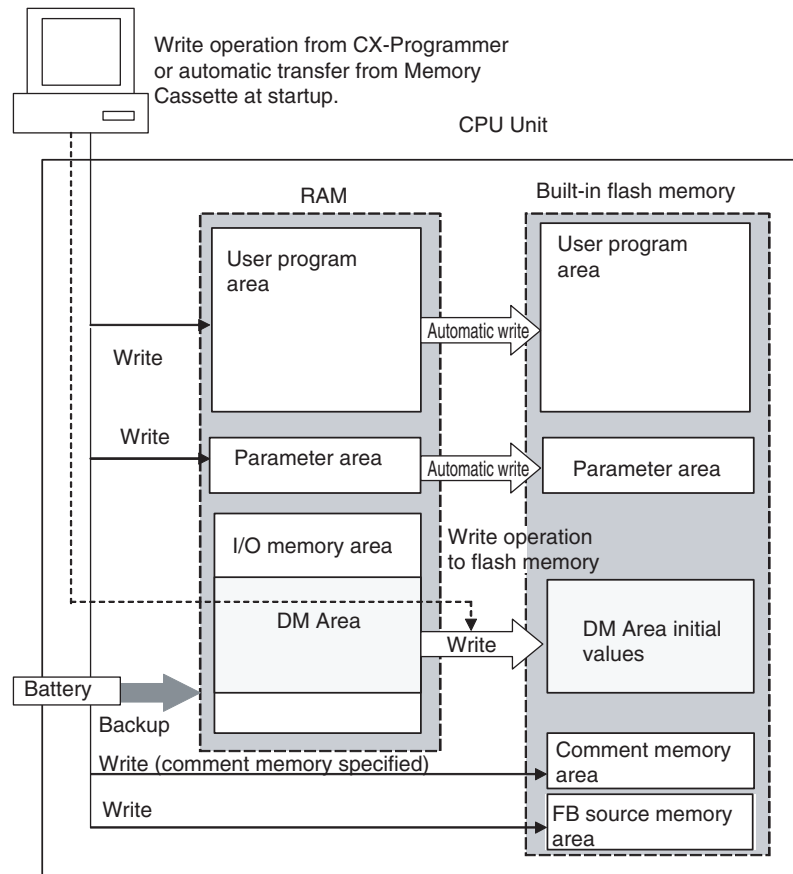 Write operation from CX-Programmer
or automatic transfer from Memory
Cassette at startup.
CPU Unit
RAM
Built-in flash memory
User program
area
User program
area
Automatic write
Write
Write
Parameter area
Automatic write
Parameter area
I/O memory area
Write operation
to flash memory
DM Area
Write
DM Area initial
values
Battery
Backup
Write (comment memory specified)
Comment memory
area
Write
FB source memory
area